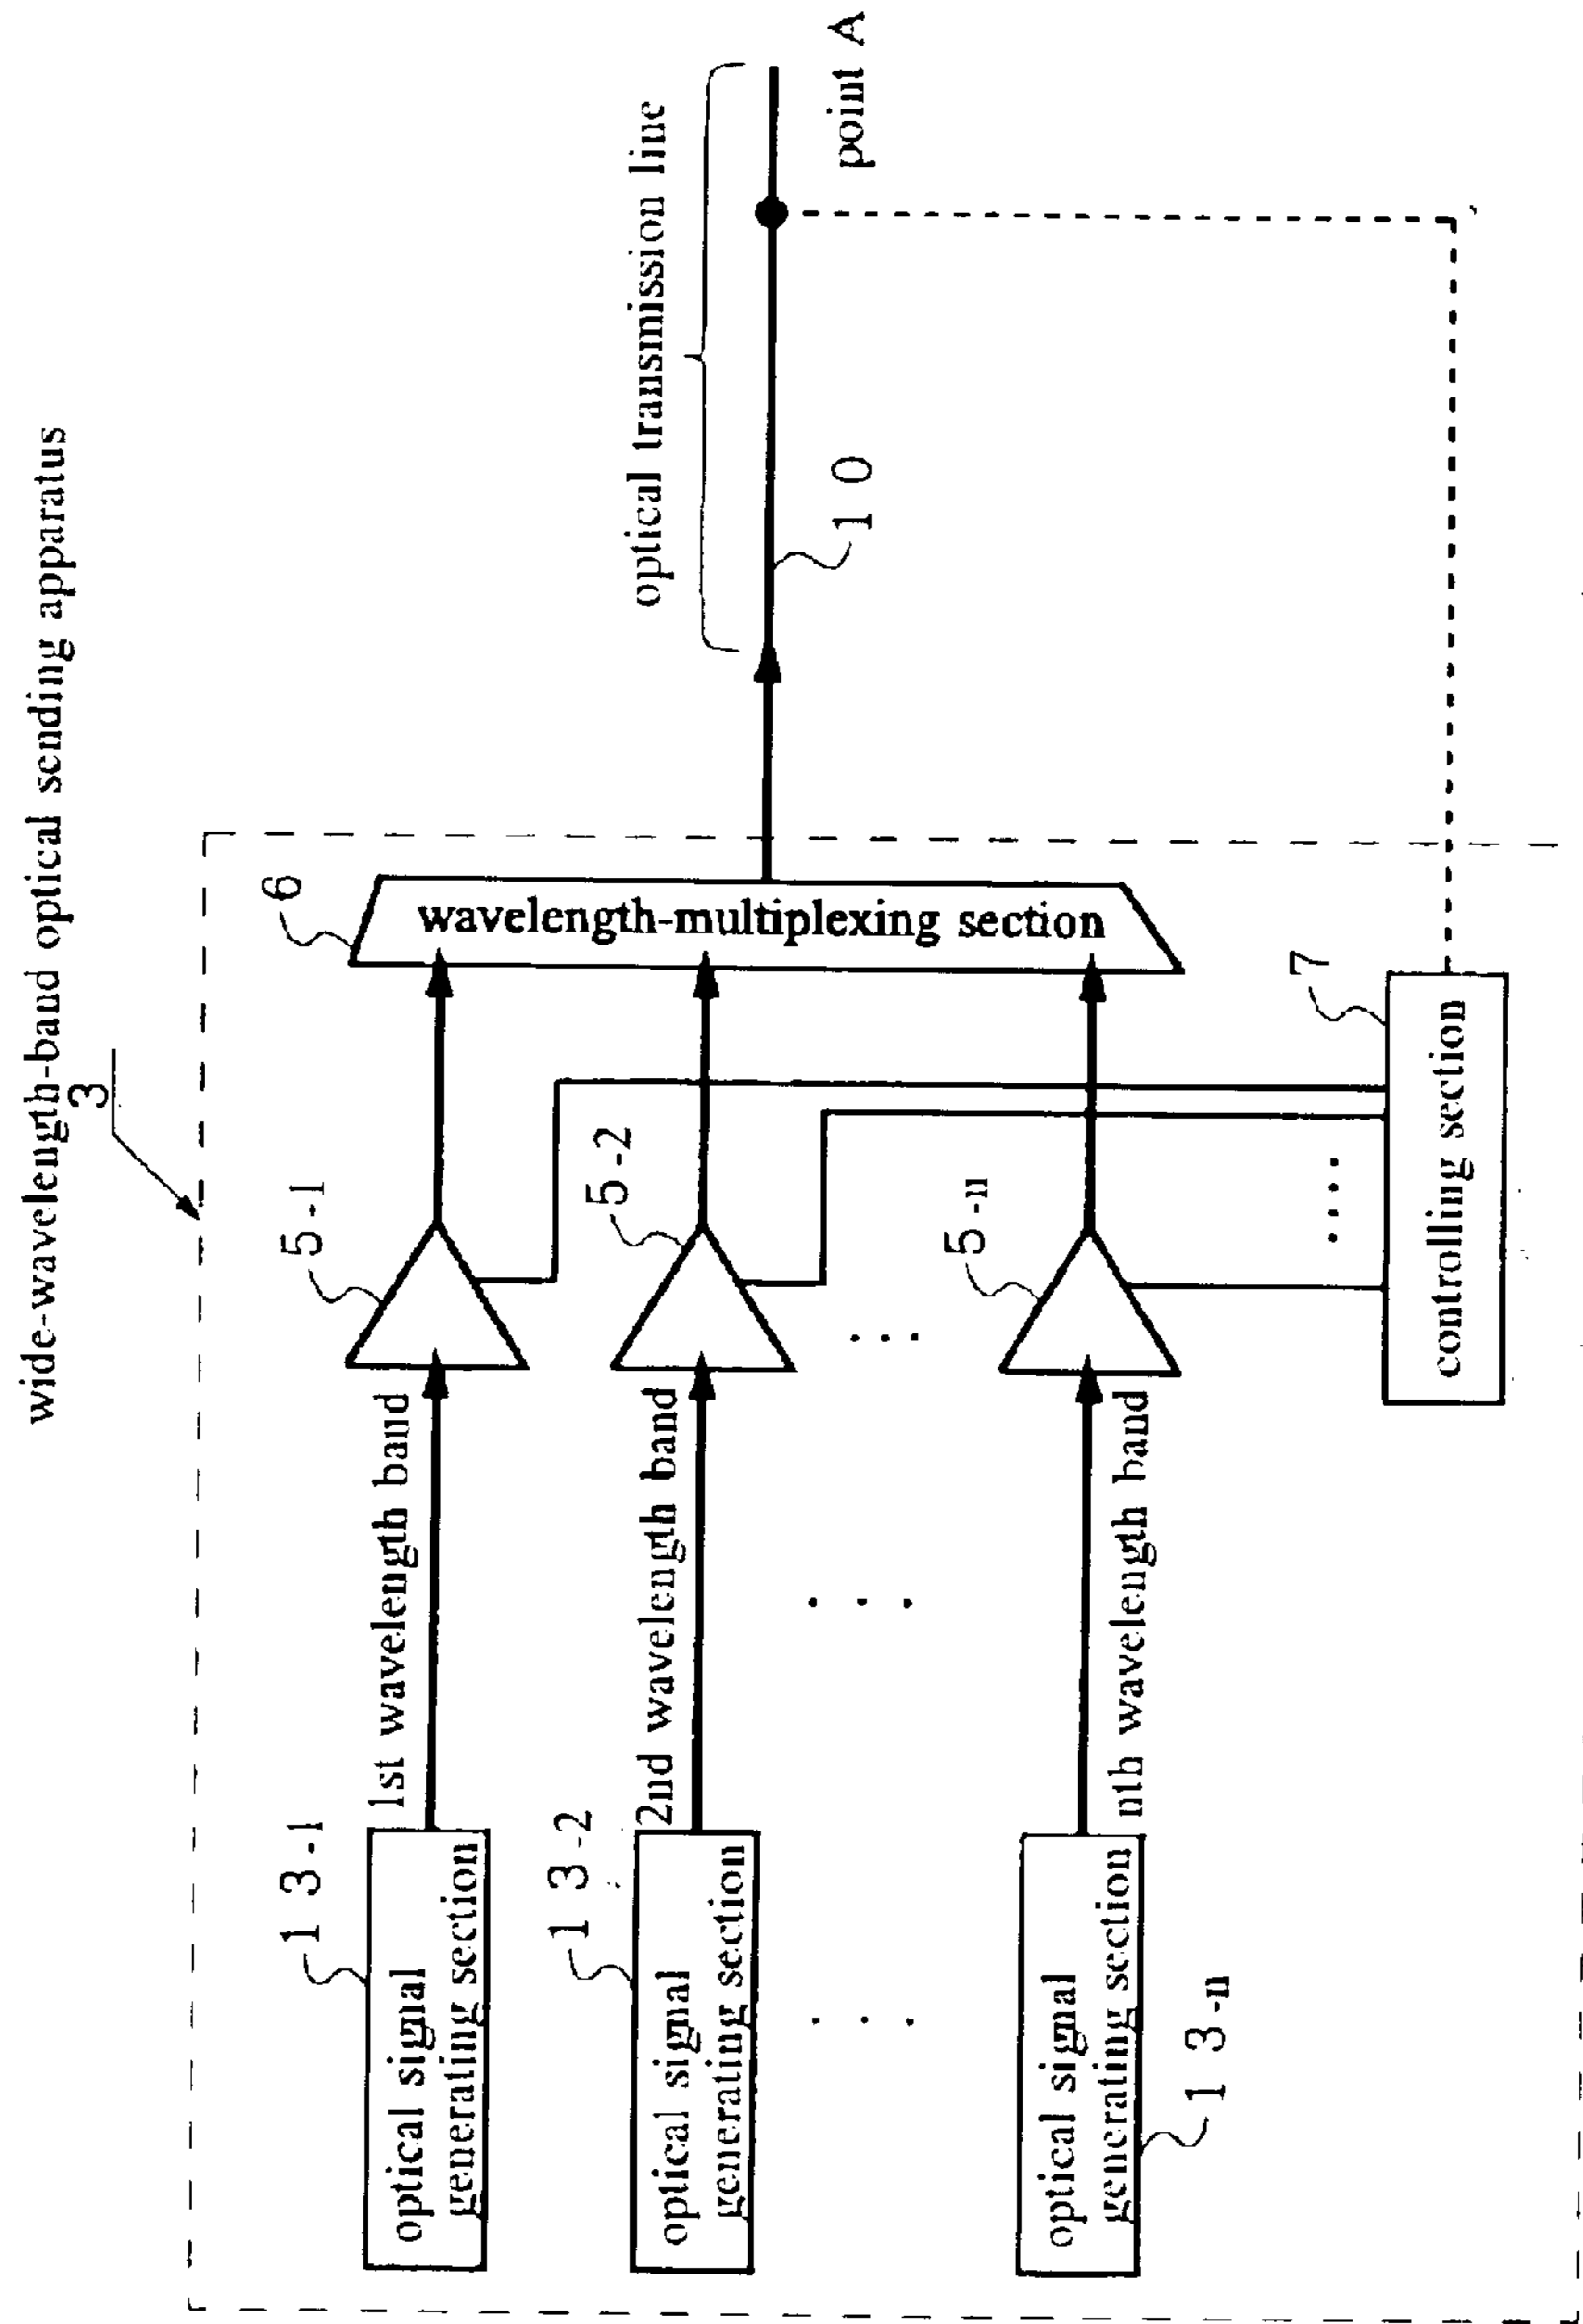 wide-wavelength-band optical sending apparatus
3
13-1
optical signal
generating section
1st wavelength band
5-1
6
wavelength-multiplexing section
optical transmission line
10
point A
13-2
optical signal
generating section
2nd wavelength band
5-2
. . .
. . .
. . .
optical signal
generating section
13-n
nth wavelength band
5-n
....
7
controlling section